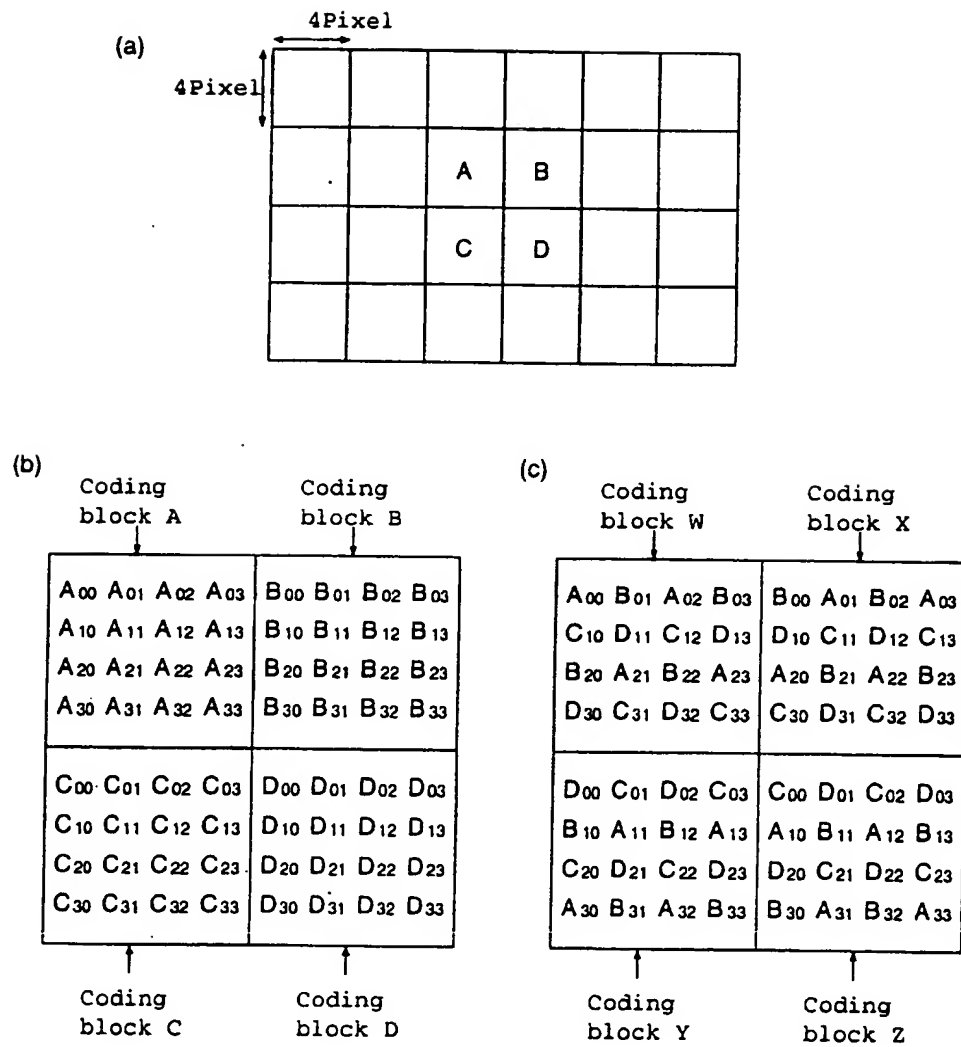 4Pixel
(a)
4Pixel
A B
C D
(b) (c)
Coding block A Coding block B Coding block W Coding block X
A00 A01 A02 A03 B00 B01 B02 B03 A00 B01 A02 B03 B00 A01 B02 A03
A10 A11 A12 A13 B10 B11 B12 B13 C10 D11 C12 D13 D10 C11 D12 C13
A20 A21 A22 A23 B20 B21 B22 B23 B20 A21 B22 A23 A20 B21 A22 B23
A30 A31 A32 A33 B30 B31 B32 B33 D30 C31 D32 C33 C30 D31 C32 D33
C00 C01 C02 C03 D00 D01 D02 D03 D00 C01 D02 C03 C00 D01 C02 D03
C10 C11 C12 C13 D10 D11 D12 D13 B10 A11 B12 A13 A10 B11 A12 B13
C20 C21 C22 C23 D20 D21 D22 D23 C20 D21 C22 D23 D20 C21 D22 C23
C30 C31 C32 C33 D30 D31 D32 D33 A30 B31 A32 B33 B30 A31 B32 A33
Coding block C Coding block D Coding block Y Coding block Z